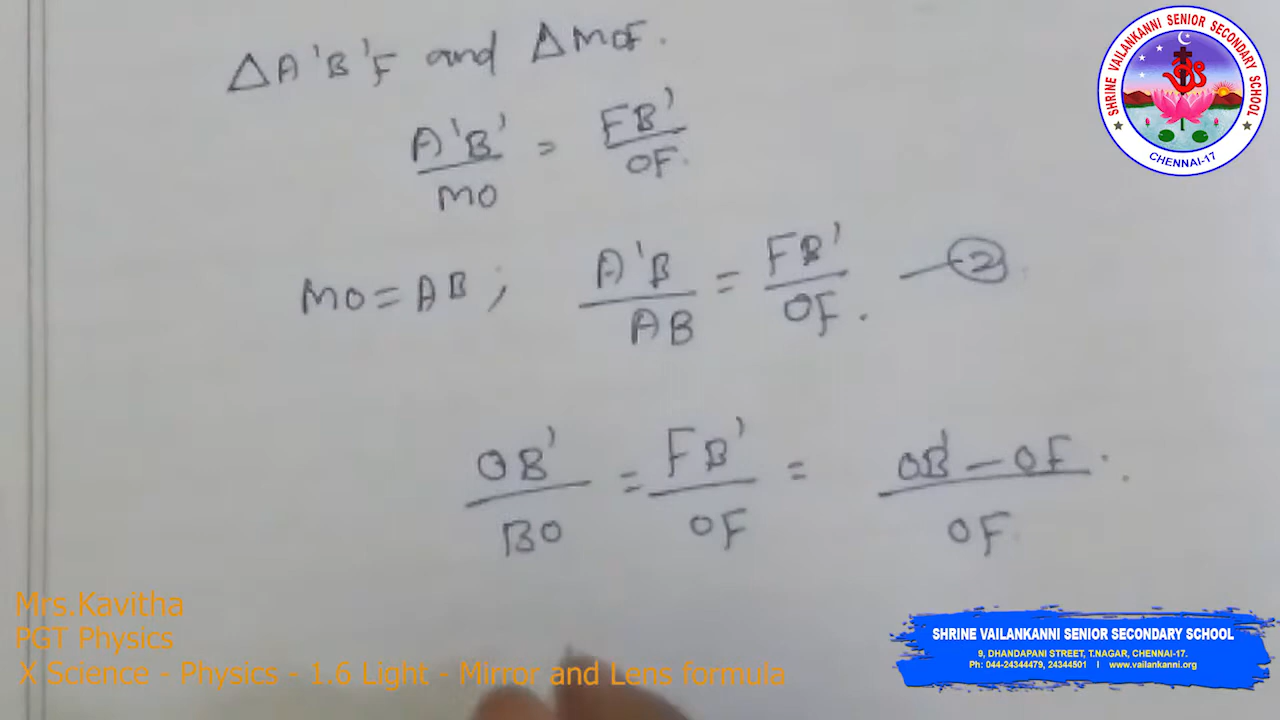 ΔA'B'F and ΔMOF.
A'B'/MO = FB'/OF.
MO = AB ; A'B/AB = FB'/OF. — ②
OB'/BO = FB'/OF = OB' - OF/OF.
SHRINE VAILANKANNI SENIOR SECONDARY SCHOOL
CHENNAI-17
Mrs.Kavitha
PGT Physics
X Science - Physics - 1.6 Light - MIrror and Lens formula
SHRINE VAILANKANNI SENIOR SECONDARY SCHOOL
9, DHANDAPANI STREET, T.NAGAR, CHENNAI-17.
Ph: 044-24344479, 24344501 I www.vailankanni.org